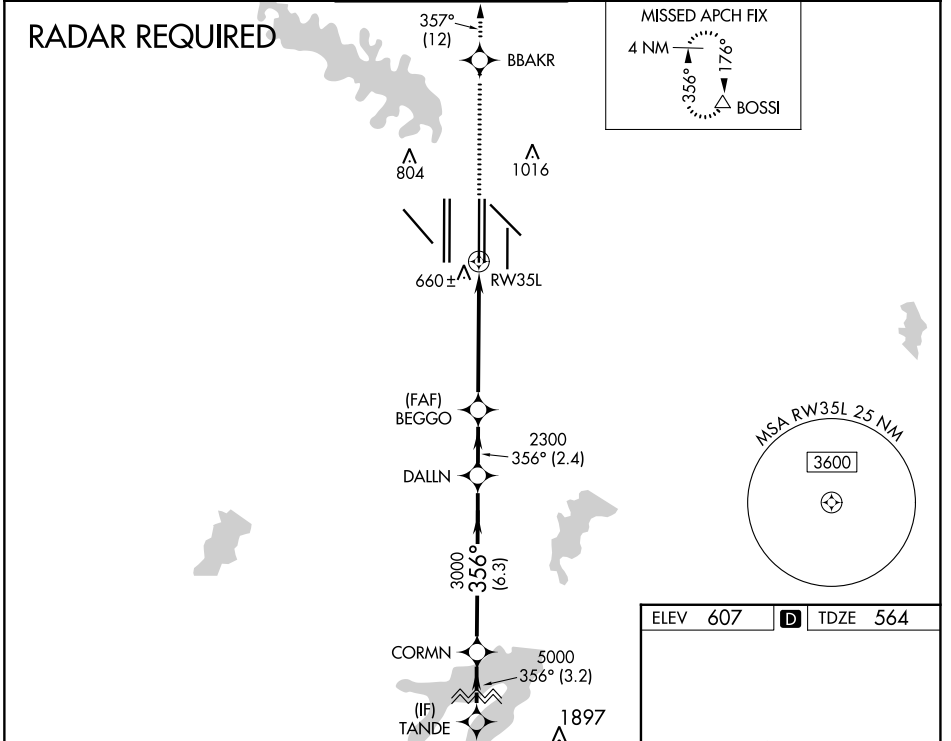 RADAR REQUIRED
357°
(12)
BBAKR
MISSED APCH FIX
4 NM
356°
176°
BOSSI
804
1016
660±
RW35L
(FAF)
BEGGO
2300
356° (2.4)
DALLN
MSA RW35L 25 NM
3600
3000
356°
(6.3)
ELEV 607 D TDZE 564
CORMN
5000
356° (3.2)
(IF)
TANDE
1897